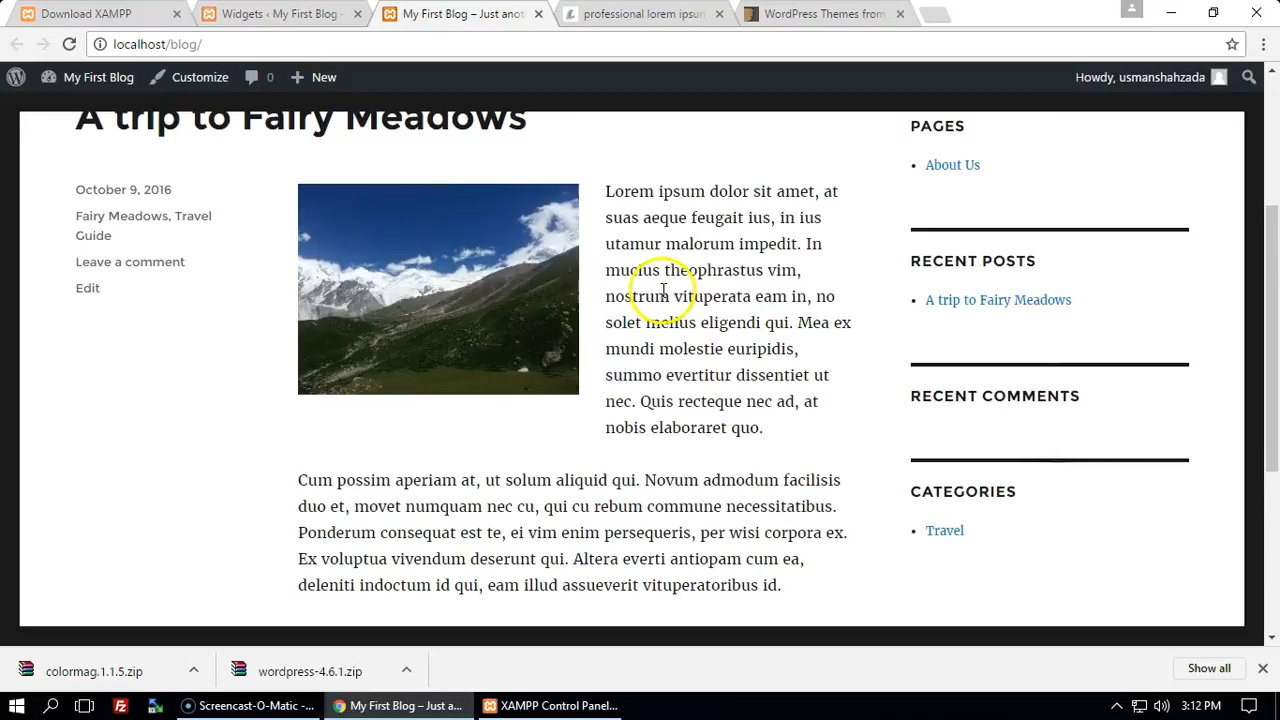 Download XAMPP
Widgets ‹ My First Blog -
My First Blog – Just anot
professional lorem ipsum
WordPress Themes from
localhost/blog/
My First Blog
Customize
0
New
Howdy, usmanshahzada
A trip to Fairy Meadows
October 9, 2016
Fairy Meadows, Travel
Guide
Leave a comment
Edit
Lorem ipsum dolor sit amet, at
suas aeque feugait ius, in ius
utamur malorum impedit. In
mucius theophrastus vim,
nostrum vituperata eam in, no
solet melius eligendi qui. Mea ex
mundi molestie euripidis,
summo evertitur dissentiet ut
nec. Quis recteque nec ad, at
nobis elaboraret quo.
Cum possim aperiam at, ut solum aliquid qui. Novum admodum facilisis
duo et, movet numquam nec cu, qui cu rebum commune necessitatibus.
Ponderum consequat est te, ei vim enim persequeris, per wisi corpora ex.
Ex voluptua vivendum deserunt qui. Altera everti antiopam cum ea,
deleniti indoctum id qui, eam illud assueverit vituperatoribus id.
PAGES
About Us
RECENT POSTS
A trip to Fairy Meadows
RECENT COMMENTS
CATEGORIES
Travel
colormag.1.1.5.zip
wordpress-4.6.1.zip
Show all
Screencast-O-Matic -...
My First Blog – Just a...
XAMPP Control Panel...
3:12 PM